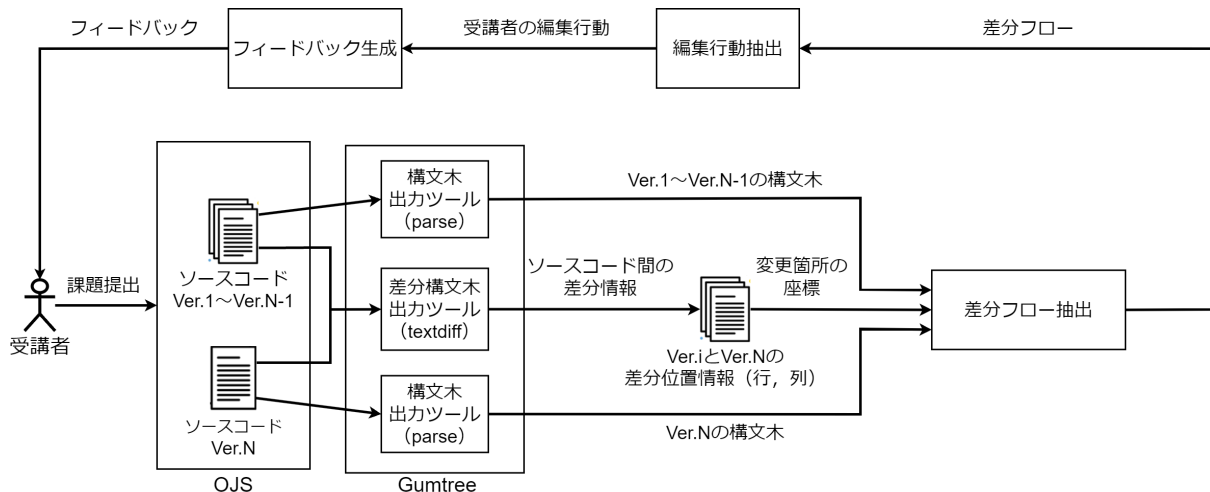 フィードバック
フィードバック生成
受講者の編集行動
編集行動抽出
差分フロー
課題提出
受講者
ソースコード
Ver.1～Ver.N-1
ソースコード
Ver.N
OJS
構文木
出力ツール
（parse）
差分構文木
出力ツール
（textdiff）
構文木
出力ツール
（parse）
Gumtree
Ver.1～Ver.N-1の構文木
ソースコード間の
差分情報
変更箇所の
座標
Ver.iとVer.Nの
差分位置情報（行，列）
Ver.Nの構文木
差分フロー抽出